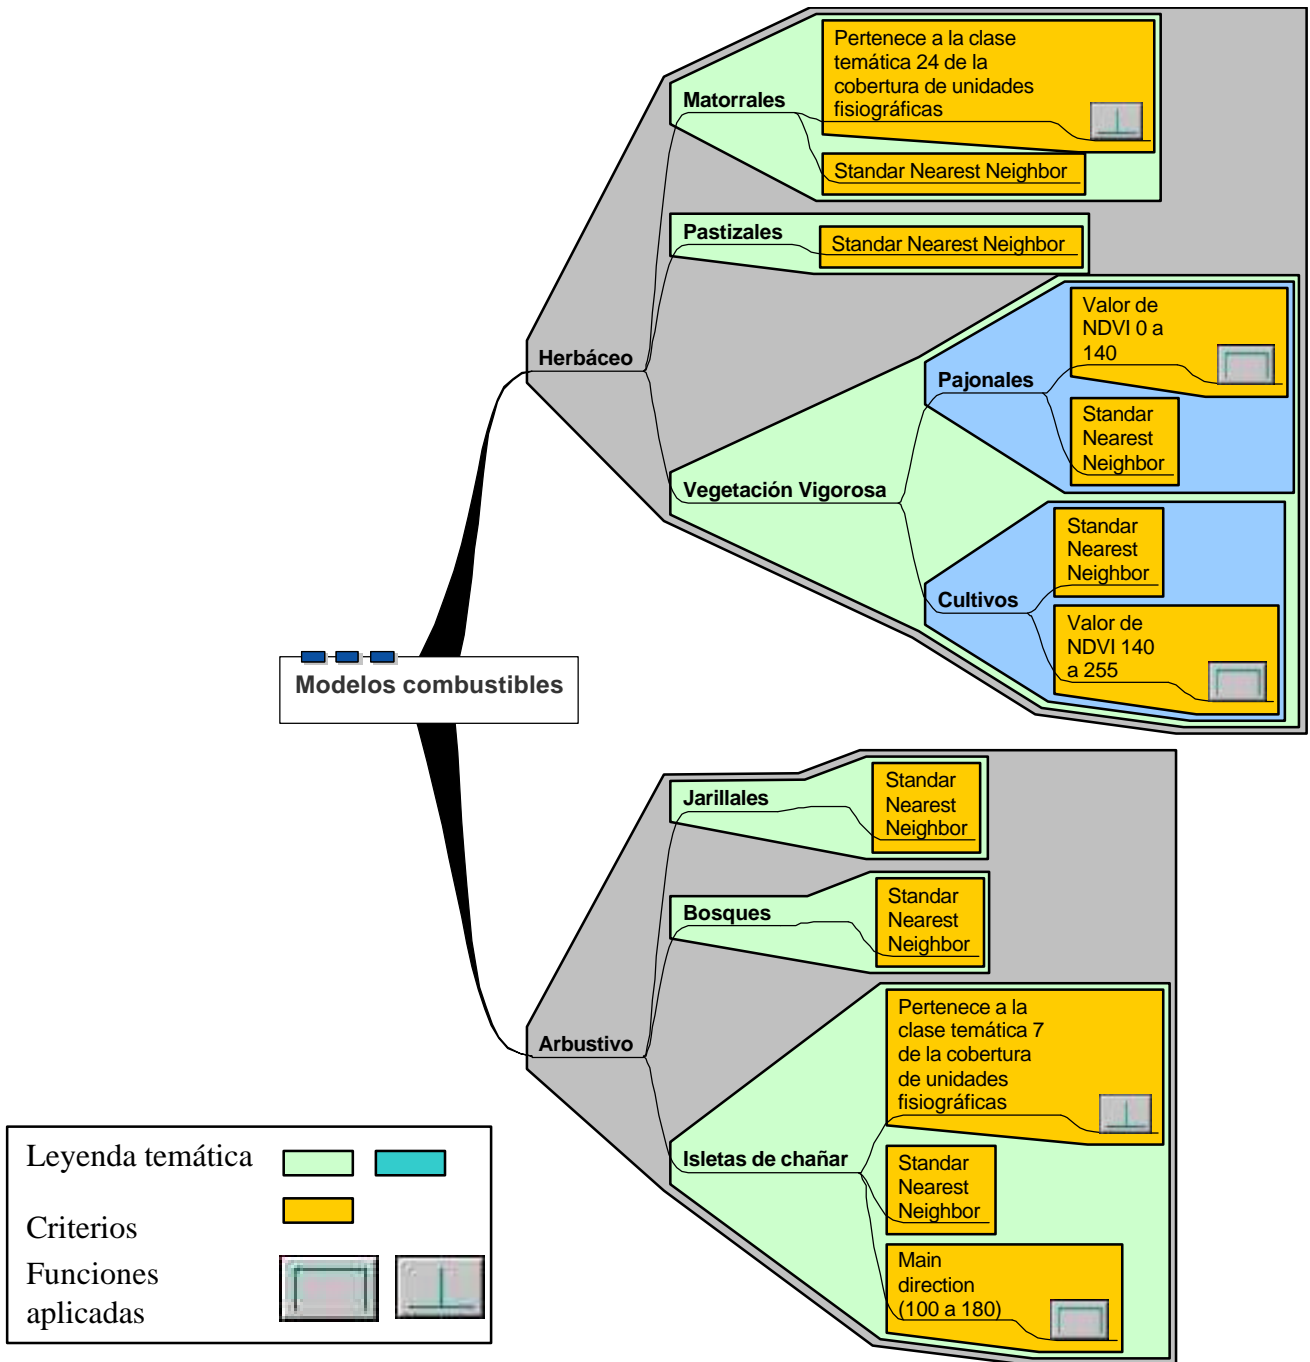 Pertenece a la clase
temática 24 de la
cobertura de unidades
fisiográficas
Matorrales
Standar Nearest Neighbor
Pastizales
Standar Nearest Neighbor
Herbáceo
Valor de
NDVI 0 a
140
Pajonales
Standar
Nearest
Neighbor
Vegetación Vigorosa
Standar
Nearest
Neighbor
Cultivos
Valor de
NDVI 140
a 255
Modelos combustibles
Jarillales
Standar
Nearest
Neighbor
Bosques
Standar
Nearest
Neighbor
Arbustivo
Pertenece a la
clase temática 7
de la cobertura
de unidades
fisiográficas
Isletas de chañar
Standar
Nearest
Neighbor
Main
direction
(100 a 180)
Leyenda temática
Criterios
Funciones
aplicadas